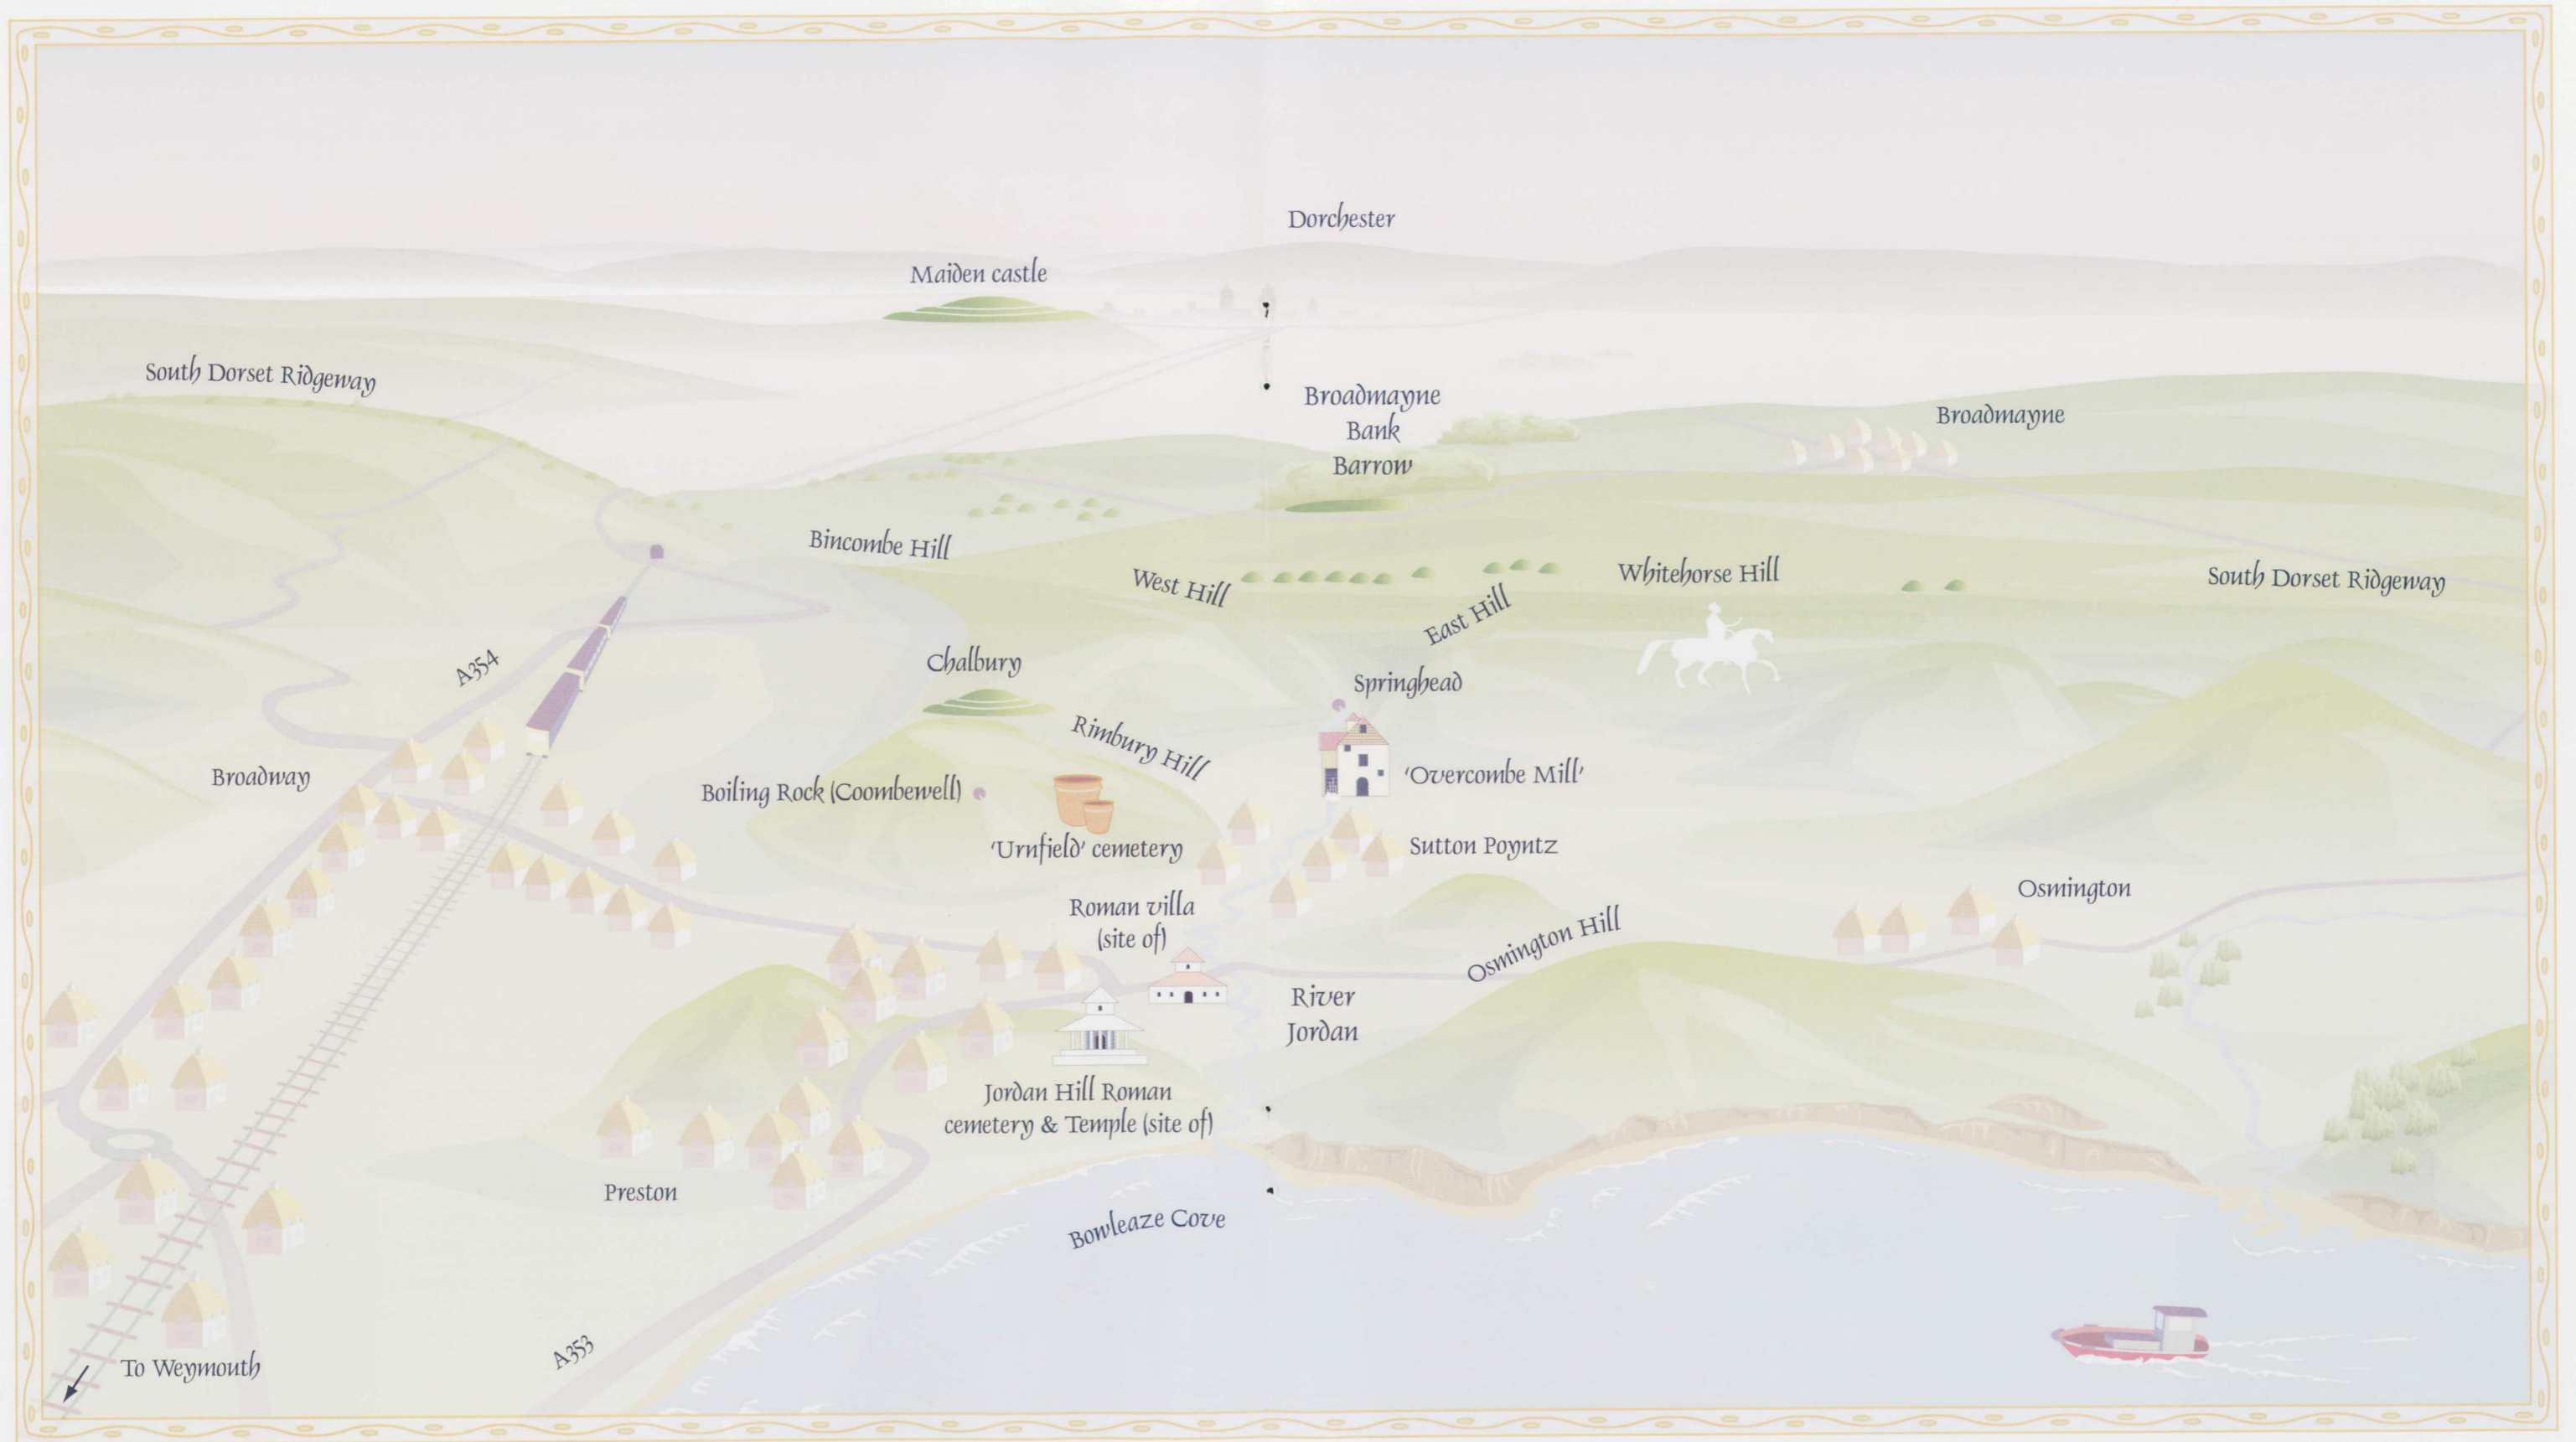 Dorchester
Maiden castle
South Dorset Ridgeway
Broadmayne
Bank
Barrow
Broadmayne
Bincombe Hill
West Hill
East Hill
Whitehorse Hill
South Dorset Ridgeway
A354
Chalbury
Springhead
Rimbury Hill
Broadway
Boiling Rock (Coombewell)
'Overcombe Mill'
'Urnfield' cemetery
Sutton Poyntz
Roman villa
(site of)
Osmington
Osmington Hill
River
Jordan
Jordan Hill Roman
cemetery & Temple (site of)
Preston
Bowleaze Cove
A353
To Weymouth